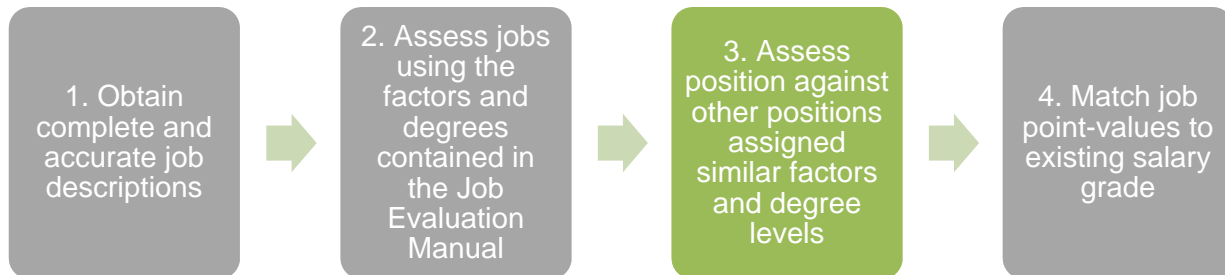 1. Obtain
complete and
accurate job
descriptions
2. Assess jobs
using the
factors and
degrees
contained in
the Job
Evaluation
Manual
3. Assess
position against
other positions
assigned
similar factors
and degree
levels
4. Match job
point-values to
existing salary
grade